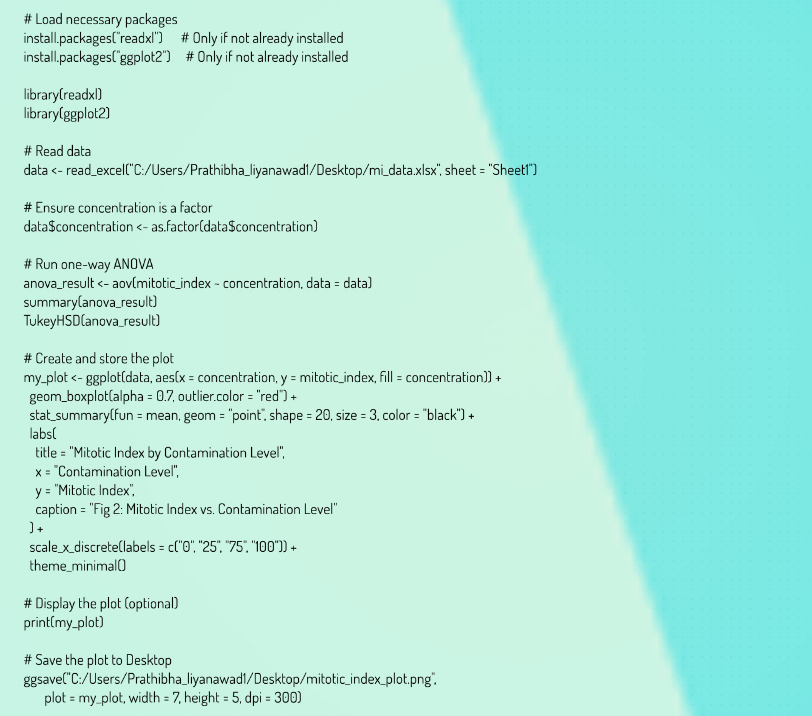 # Load necessary packages
install.packages("readxl")      # Only if not already installed
install.packages("ggplot2")     # Only if not already installed

library(readxl)
library(ggplot2)

# Read data
data <- read_excel("C:/Users/Prathibha_liyanawad1/Desktop/mi_data.xlsx", sheet = "Sheet1")

# Ensure concentration is a factor
data$concentration <- as.factor(data$concentration)

# Run one-way ANOVA
anova_result <- aov(mitotic_index ~ concentration, data = data)
summary(anova_result)
TukeyHSD(anova_result)

# Create and store the plot
my_plot <- ggplot(data, aes(x = concentration, y = mitotic_index, fill = concentration)) +
  geom_boxplot(alpha = 0.7, outlier.color = "red") +
  stat_summary(fun = mean, geom = "point", shape = 20, size = 3, color = "black") +
  labs(
    title = "Mitotic Index by Contamination Level",
    x = "Contamination Level",
    y = "Mitotic Index",
    caption = "Fig 2: Mitotic Index vs. Contamination Level"
  ) +
  scale_x_discrete(labels = c("0", "25", "75", "100")) +
  theme_minimal()

# Display the plot (optional)
print(my_plot)

# Save the plot to Desktop
ggsave("C:/Users/Prathibha_liyanawad1/Desktop/mitotic_index_plot.png",
       plot = my_plot, width = 7, height = 5, dpi = 300)